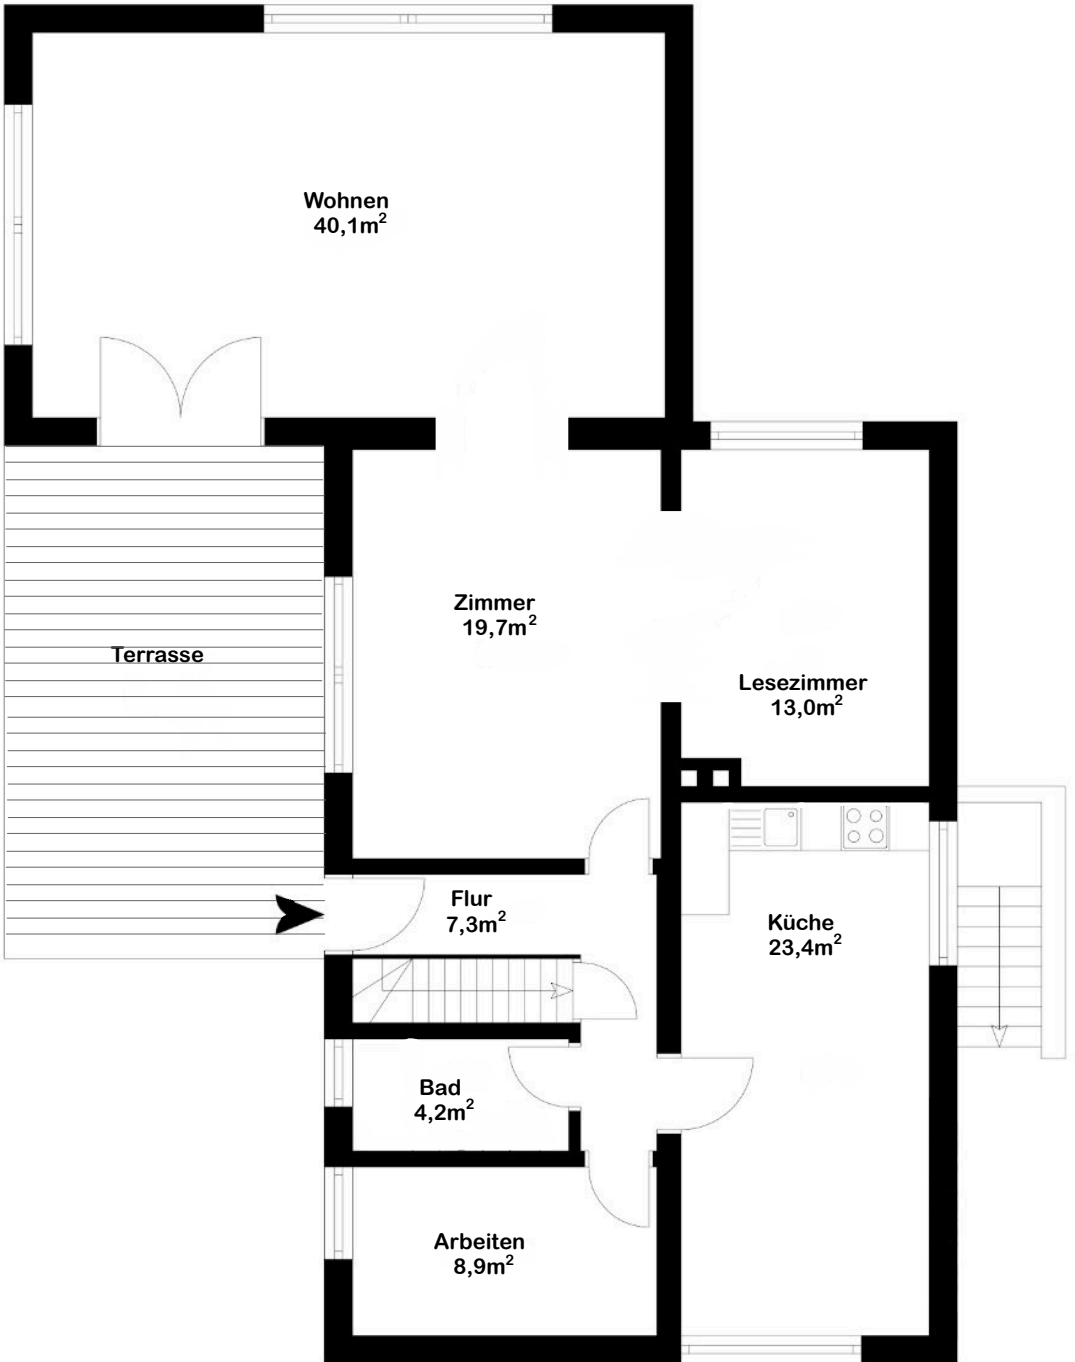 Wohnen
40,1m²
Zimmer
19,7m²
Terrasse
Lesezimmer
13,0m²
Flur
7,3m²
Küche
23,4m²
Bad
4,2m²
Arbeiten
8,9m²